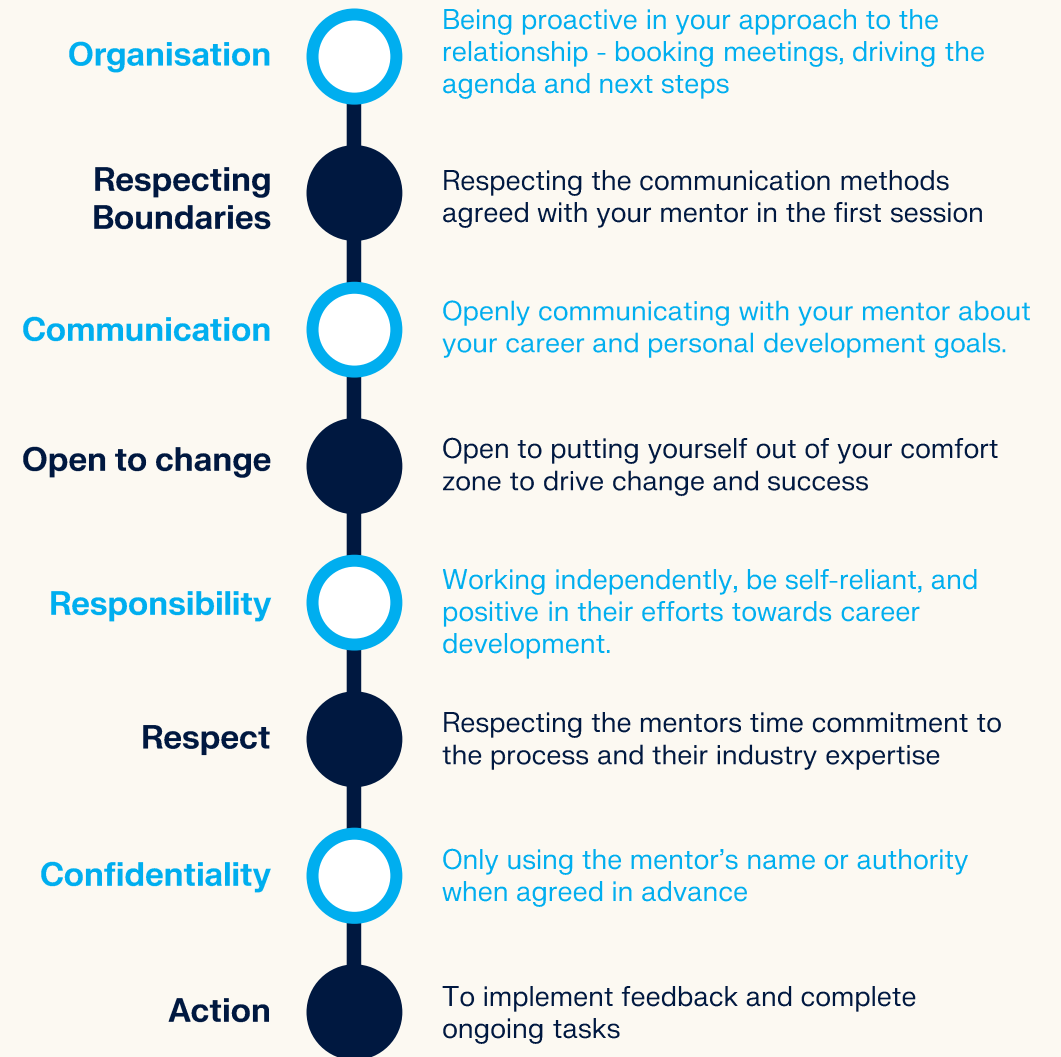 Organisation
Being proactive in your approach to the
relationship - booking meetings, driving the
agenda and next steps
Respecting
Boundaries
Respecting the communication methods
agreed with your mentor in the first session
Communication
Openly communicating with your mentor about
your career and personal development goals.
Open to change
Open to putting yourself out of your comfort
zone to drive change and success
Responsibility
Working independently, be self-reliant, and
positive in their efforts towards career
development.
Respect
Respecting the mentors time commitment to
the process and their industry expertise
Confidentiality
Only using the mentor’s name or authority
when agreed in advance
Action
To implement feedback and complete
ongoing tasks